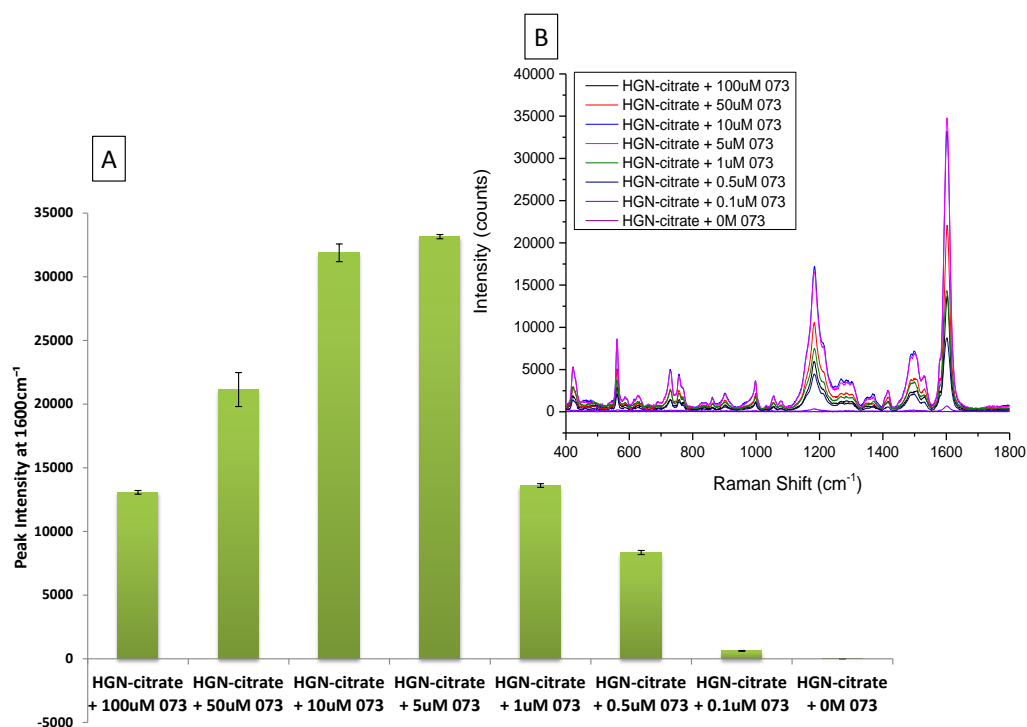 A
Peak Intensity at 1600cm⁻¹
35000
30000
25000
20000
15000
10000
5000
0
-5000
HGN-citrate
+ 100uM 073
HGN-citrate
+ 50uM 073
HGN-citrate
+ 10uM 073
HGN-citrate
+ 5uM 073
HGN-citrate
+ 1uM 073
HGN-citrate
+ 0.5uM 073
HGN-citrate
+ 0.1uM 073
HGN-citrate
+ 0M 073
B
Intensity (counts)
40000
35000
30000
25000
20000
15000
10000
5000
0
HGN-citrate + 100uM 073
HGN-citrate + 50uM 073
HGN-citrate + 10uM 073
HGN-citrate + 5uM 073
HGN-citrate + 1uM 073
HGN-citrate + 0.5uM 073
HGN-citrate + 0.1uM 073
HGN-citrate + 0M 073
400 600 800 1000 1200 1400 1600 1800
Raman Shift (cm⁻¹)